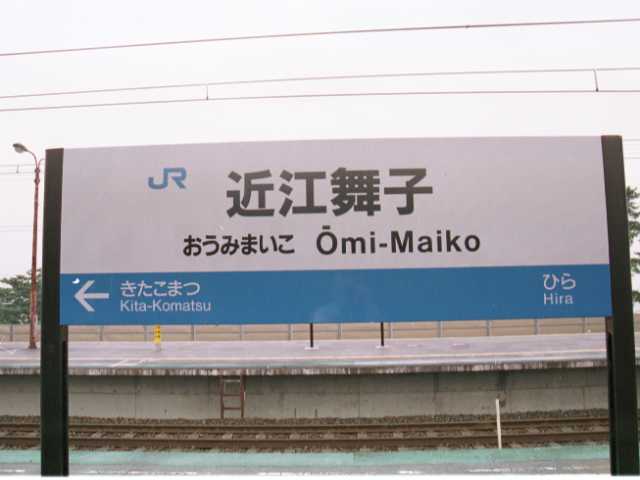 JR
近江舞子
おうみまいこ Ōmi-Maiko
← きたこまつ ひら
Kita-Komatsu Hira